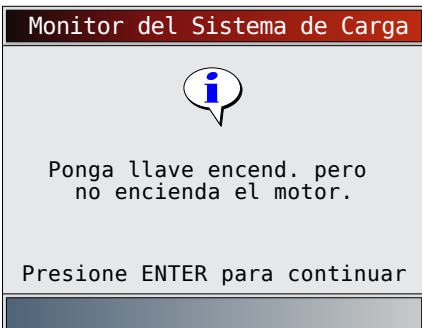 Monitor del Sistema de Carga
Ponga llave encend. pero
no encienda el motor.
Presione ENTER para continuar